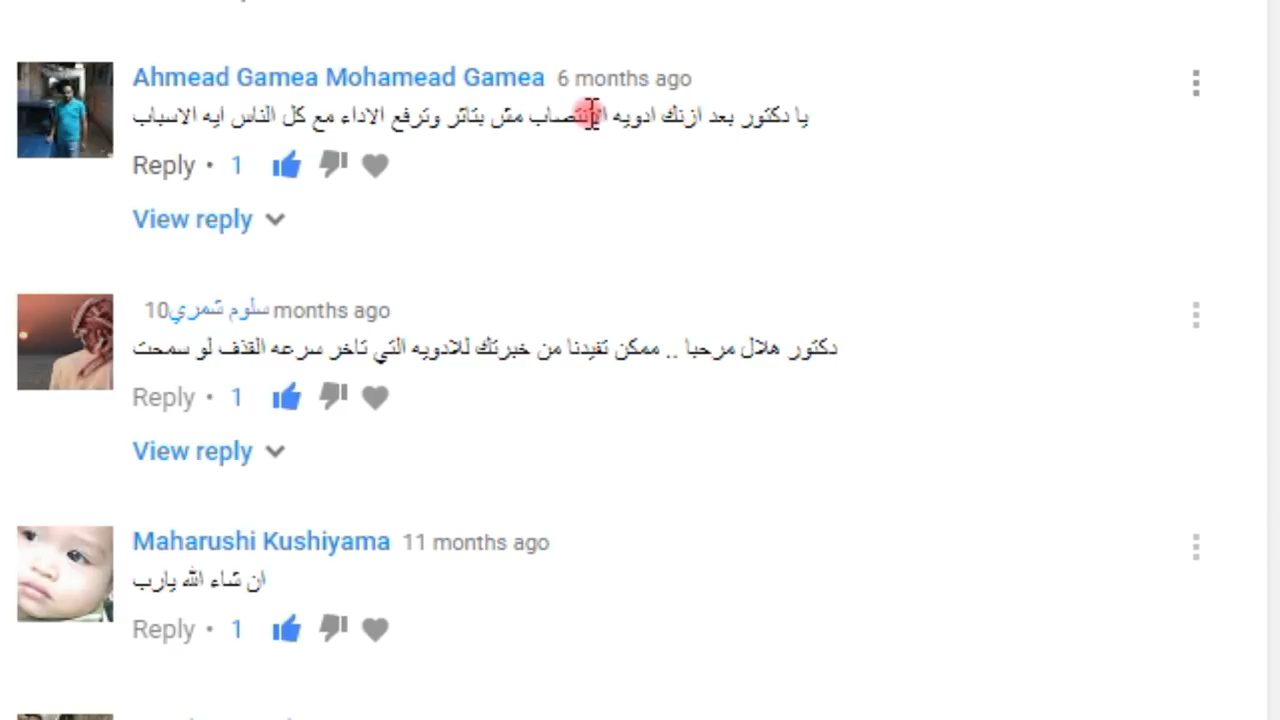 Ahmead Gamea Mohamead Gamea 6 months ago
يا دكتور بعد ازنك ادويه الانتصاب مش بتاثر وترفع الاداء مع كل الناس ايه الاسباب
Reply • 1
View reply
سلوم شمري 10 months ago
دكتور هلال مرحبا .. ممكن تفيدنا من خبرتك للادويه التي تاخر سرعه القذف لو سمحت
Reply • 1
View reply
Maharushi Kushiyama 11 months ago
ان شاء الله يارب
Reply • 1